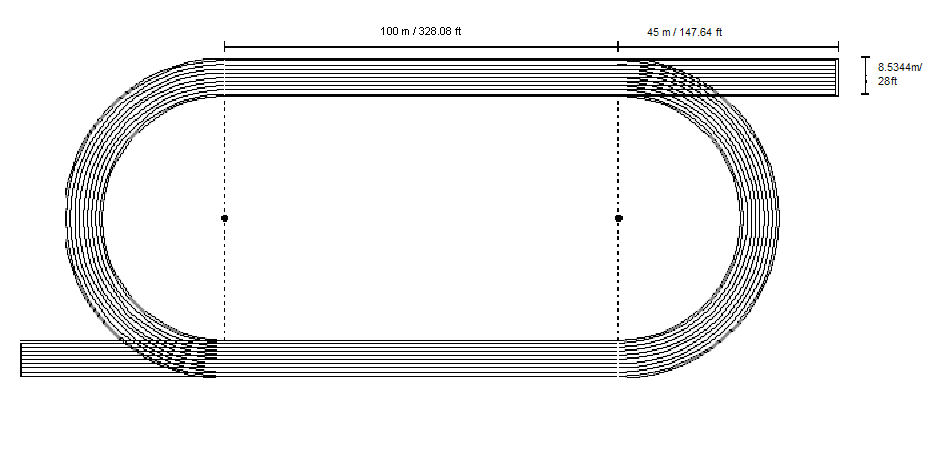 100 m / 328.08 ft
45 m / 147.64 ft
8.5344m/
28ft